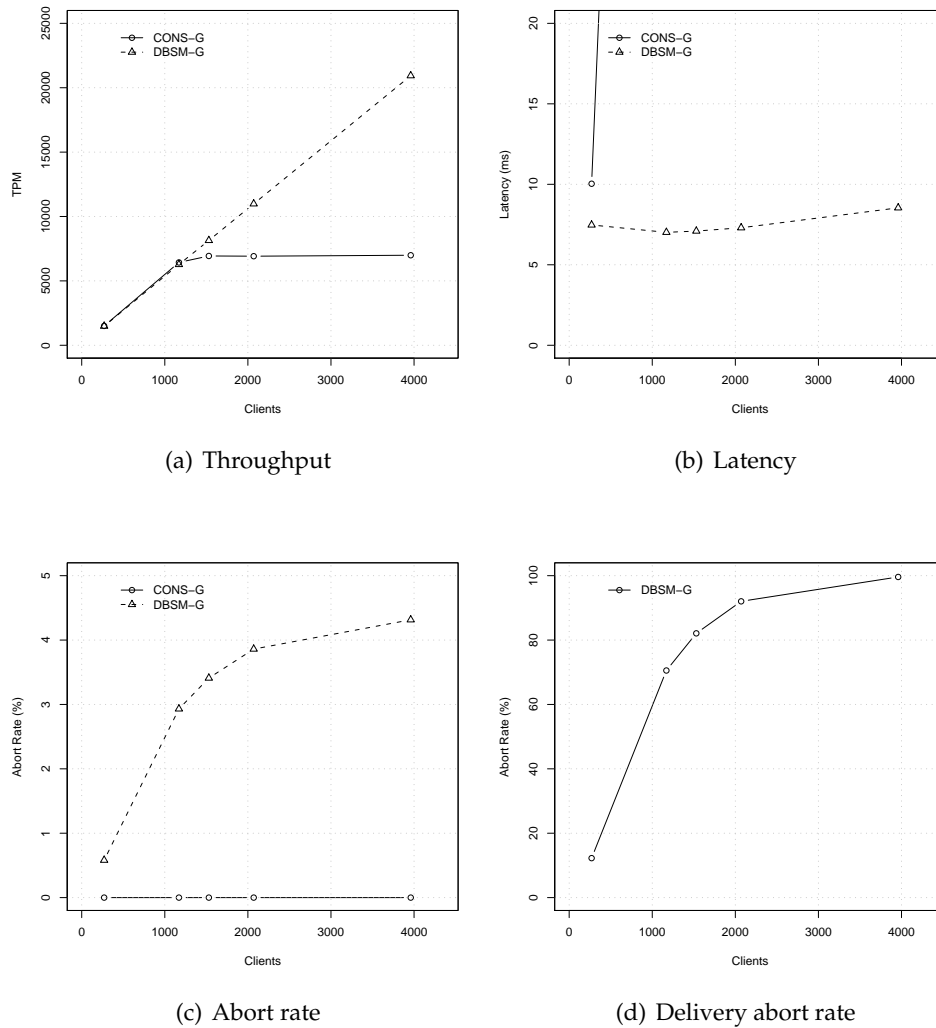 CONS-G
DBSM-G
TPM
0
5000
10000
15000
20000
25000
0
1000
2000
3000
4000
Clients
(a) Throughput
CONS-G
DBSM-G
Latency (ms)
0
5
10
15
20
0
1000
2000
3000
4000
Clients
(b) Latency
CONS-G
DBSM-G
Abort Rate (%)
0
1
2
3
4
5
0
1000
2000
3000
4000
Clients
(c) Abort rate
DBSM-G
Abort Rate (%)
0
20
40
60
80
100
0
1000
2000
3000
4000
Clients
(d) Delivery abort rate